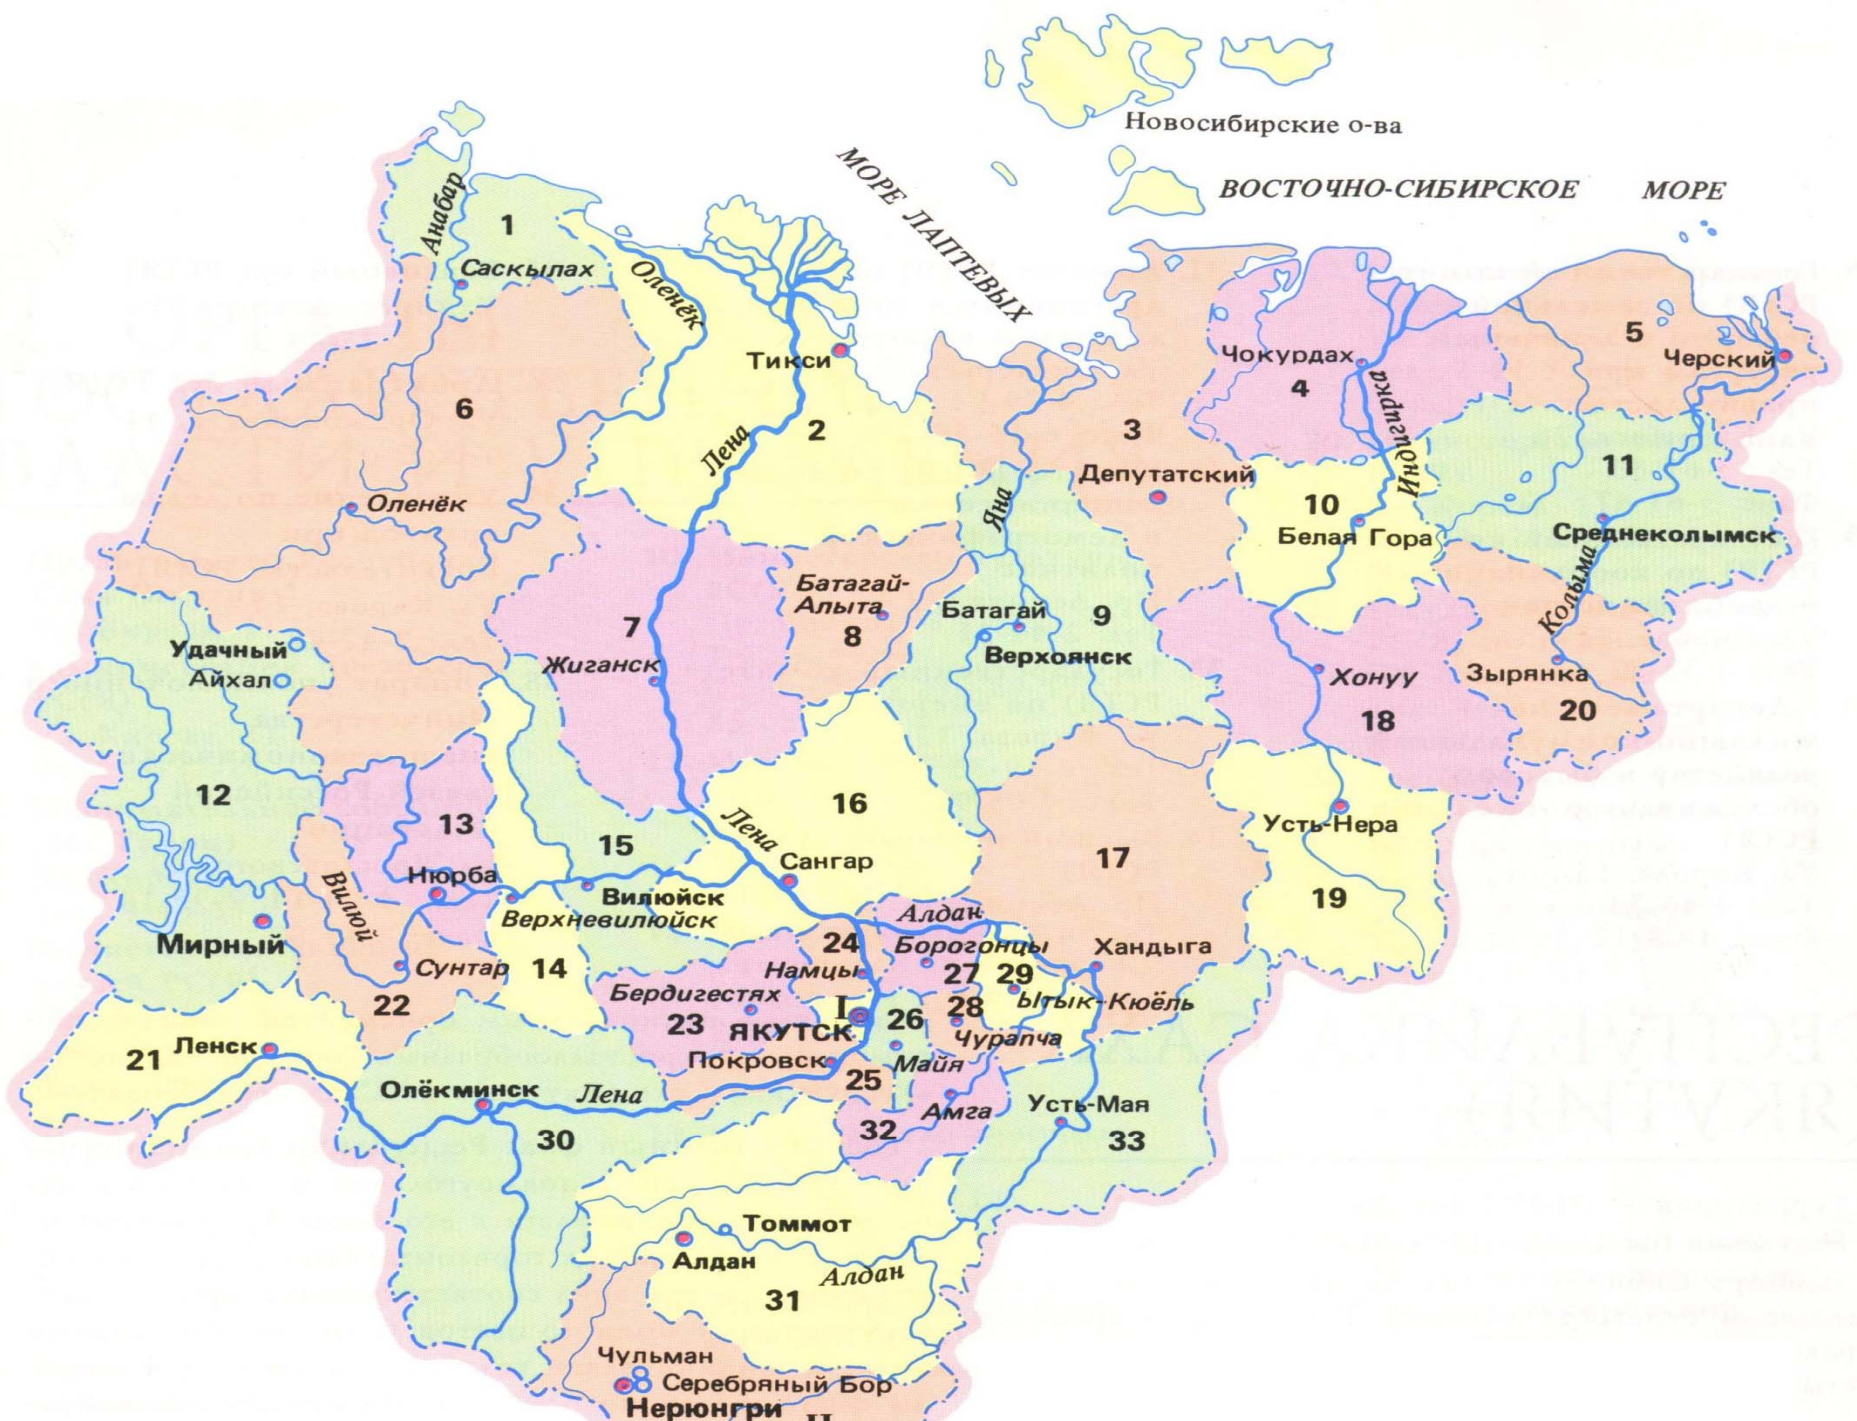 Новосибирские о-ва
ВОСТОЧНО-СИБИРСКОЕ МОРЕ
МОРЕ ЛАПТЕВЫХ
Анабар
1
Саскылах
Оленёк
Тикси
Лена
2
6
Оленёк
3
Депутатский
Чокурдах
4
Индигирка
5
Черский
10
Белая Гора
11
Среднеколымск
Колыма
Яна
7
Жиганск
Батагай-
Алыта
8
Батагай
9
Верхоянск
Хонуу
18
Зырянка
20
Удачный
Айхал
12
13
Нюрба
15
Вилюйск
Верхневилюйск
16
Лена
Сангар
17
Усть-Нера
19
Мирный
Вилюй
Сунтар
22
14
Алдан
24
Намцы
Борогонцы
27
29
Хандыга
Ытык-Кюёль
28
Чурапча
Бердигестях
23
I
ЯКУТСК
26
Майя
Покровск
25
21
Ленск
Олёкминск
Лена
30
32
Амга
Усть-Мая
33
Томмот
Алдан
Алдан
31
Чульман
Серебряный Бор
Нерюнгри